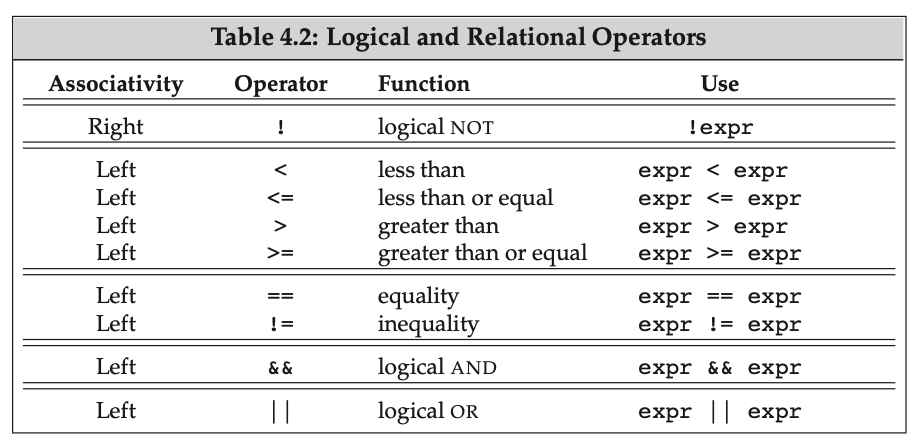 Table 4.2: Logical and Relational Operators
Associativity Operator Function Use
Right ! logical NOT !expr
Left < less than expr < expr
Left <= less than or equal expr <= expr
Left > greater than expr > expr
Left >= greater than or equal expr >= expr
Left == equality expr == expr
Left != inequality expr != expr
Left && logical AND expr && expr
Left || logical OR expr || expr